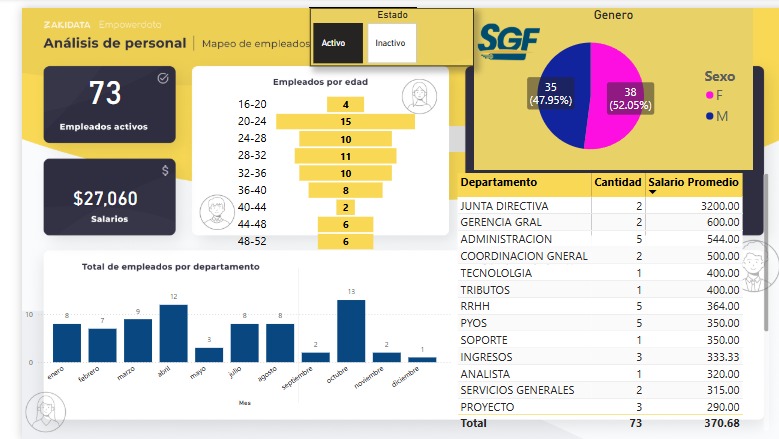 ZAKIDATA Empowerdata
Análisis de personal | Mapeo de empleados
Estado
Activo
Inactivo
SGF
Genero
35
(47.95%)
38
(52.05%)
Sexo
F
M
73
Empleados activos
$
$27,060
Salarios
Empleados por edad
16-20 4
20-24 15
24-28 10
28-32 11
32-36 10
36-40 8
40-44 2
44-48 6
48-52 6
Departamento Cantidad Salario Promedio
JUNTA DIRECTIVA 2 3200.00
GERENCIA GRAL 2 600.00
ADMINISTRACION 5 544.00
COORDINACION GNERAL 2 500.00
TECNOLOLGIA 1 400.00
TRIBUTOS 1 400.00
RRHH 5 364.00
PYOS 5 350.00
SOPORTE 1 350.00
INGRESOS 3 333.33
ANALISTA 1 320.00
SERVICIOS GENERALES 2 315.00
PROYECTO 3 290.00
Total 73 370.68
Total de empleados por departamento
10
0
8 7 9 12 3 8 8 2 13 2 1
enero febrero marzo abril mayo julio agosto septiembre octubre noviembre diciembre
Mes